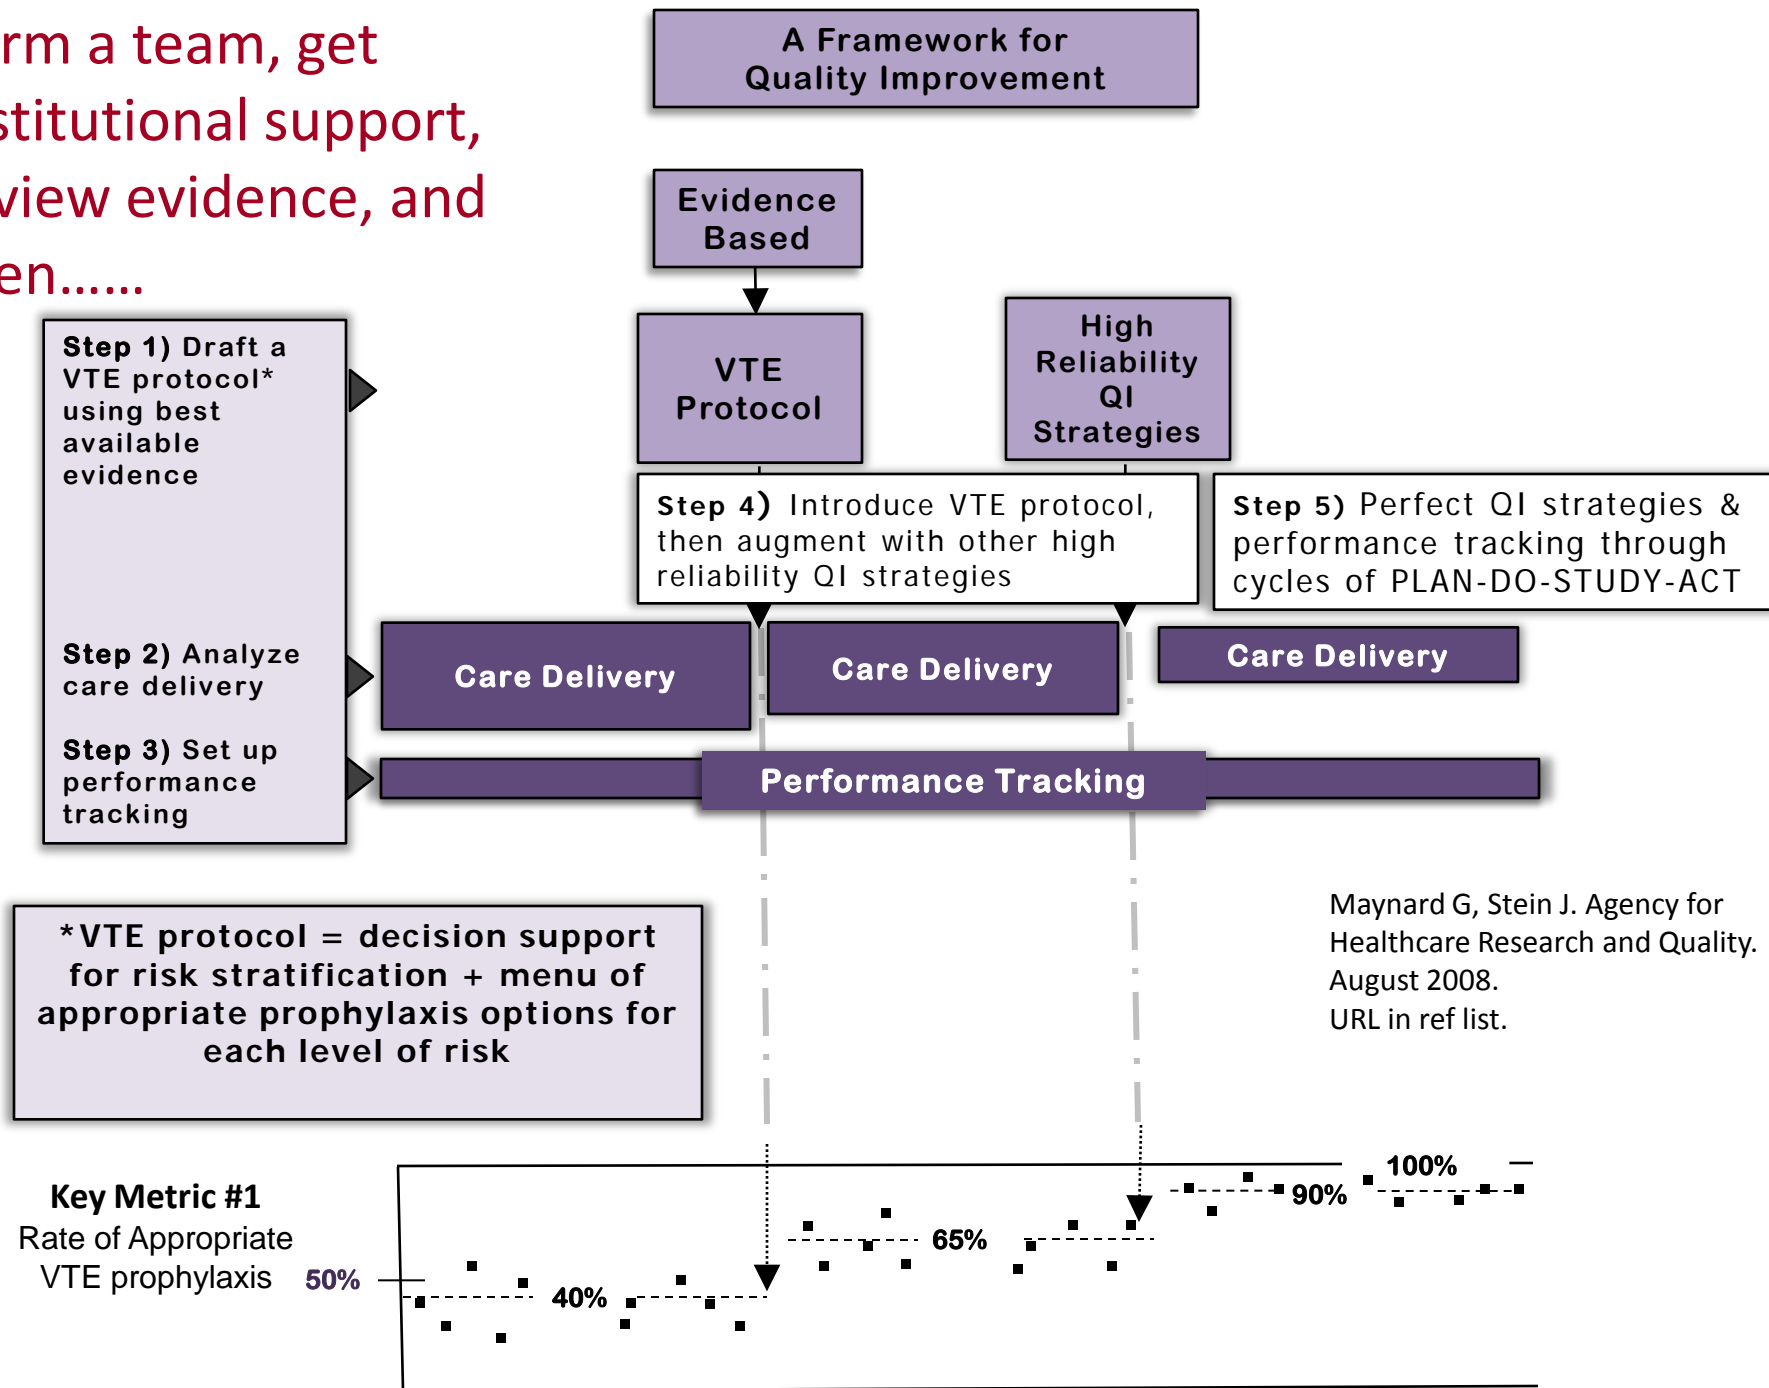 rm a team, get
stitutional support,
view evidence, and
en......
A Framework for
Quality Improvement
Evidence
Based
VTE
Protocol
High
Reliability
QI
Strategies
Step 1) Draft a
VTE protocol*
using best
available
evidence
Step 4) Introduce VTE protocol,
then augment with other high
reliability QI strategies
Step 5) Perfect QI strategies &
performance tracking through
cycles of PLAN-DO-STUDY-ACT
Step 2) Analyze
care delivery
Care Delivery
Care Delivery
Care Delivery
Step 3) Set up
performance
tracking
Performance Tracking
*VTE protocol = decision support
for risk stratification + menu of
appropriate prophylaxis options for
each level of risk
Maynard G, Stein J. Agency for
Healthcare Research and Quality.
August 2008.
URL in ref list.
Key Metric #1
Rate of Appropriate
VTE prophylaxis
50%
40%
65%
90%
100%